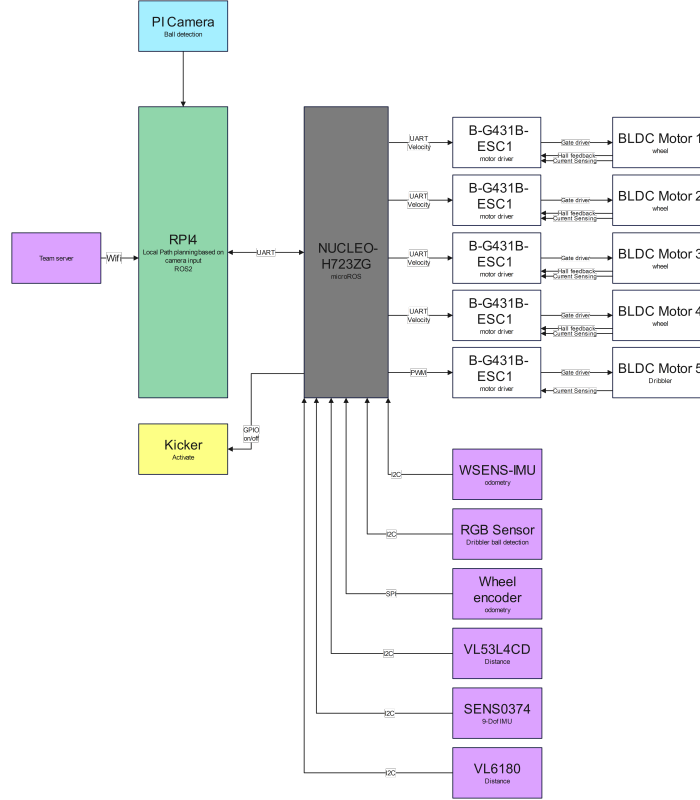 PI Camera
Ball detection
RPI4
Local Path planning based on
camera input
ROS2
Team server
Wifi
UART
NUCLEO-
H723ZG
microROS
GPIO
on/off
Kicker
Activate
UART
Velocity
B-G431B-
ESC1
motor driver
Gate driver
Hall feedback
Current Sensing
BLDC Motor 1
wheel
UART
Velocity
B-G431B-
ESC1
motor driver
Gate driver
Hall feedback
Current Sensing
BLDC Motor 2
wheel
UART
Velocity
B-G431B-
ESC1
motor driver
Gate driver
Hall feedback
Current Sensing
BLDC Motor 3
wheel
UART
Velocity
B-G431B-
ESC1
motor driver
Gate driver
Hall feedback
Current Sensing
BLDC Motor 4
wheel
PWM
B-G431B-
ESC1
motor driver
Gate driver
Current Sensing
BLDC Motor 5
Dribbler
I2C
WSENS-IMU
odometry
I2C
RGB Sensor
Dribbler ball detection
SPI
Wheel
encoder
odometry
I2C
VL53L4CD
Distance
I2C
SENS0374
9-Dof IMU
I2C
VL6180
Distance